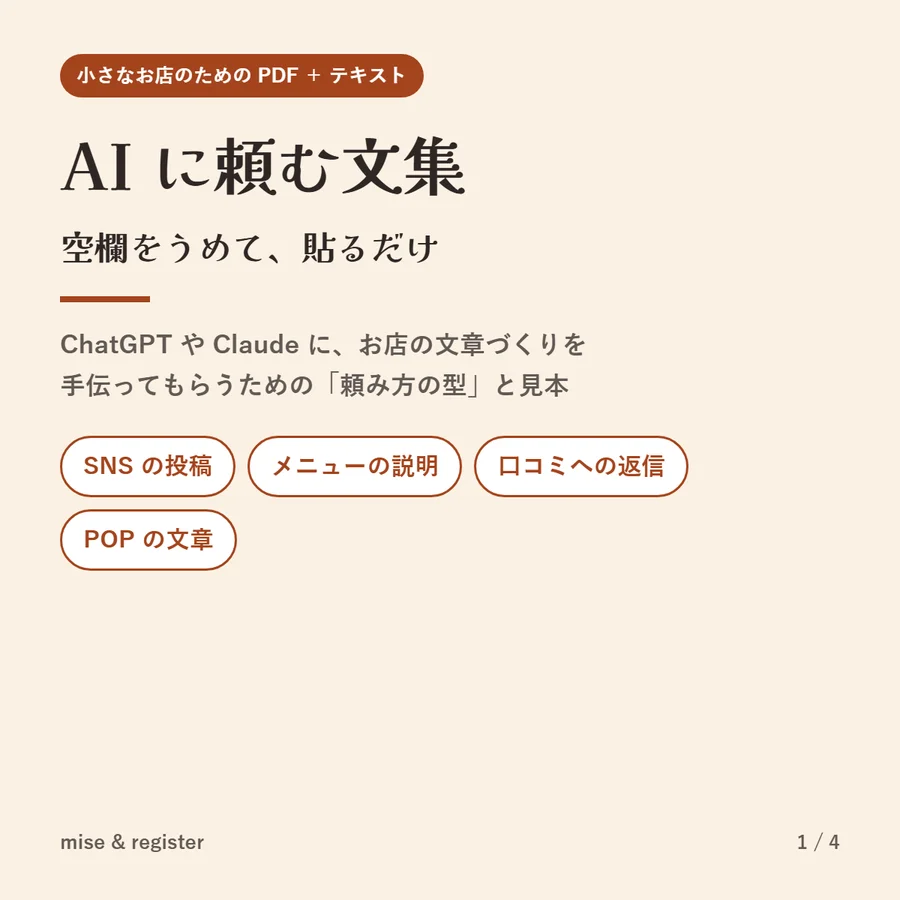 小さなお店のための PDF ＋ テキスト
AI に頼む文集
空欄をうめて、貼るだけ
ChatGPT や Claude に、お店の文章づくりを
手伝ってもらうための「頼み方の型」と見本
SNS の投稿
メニューの説明
口コミへの返信
POP の文章
mise & register
1 / 4